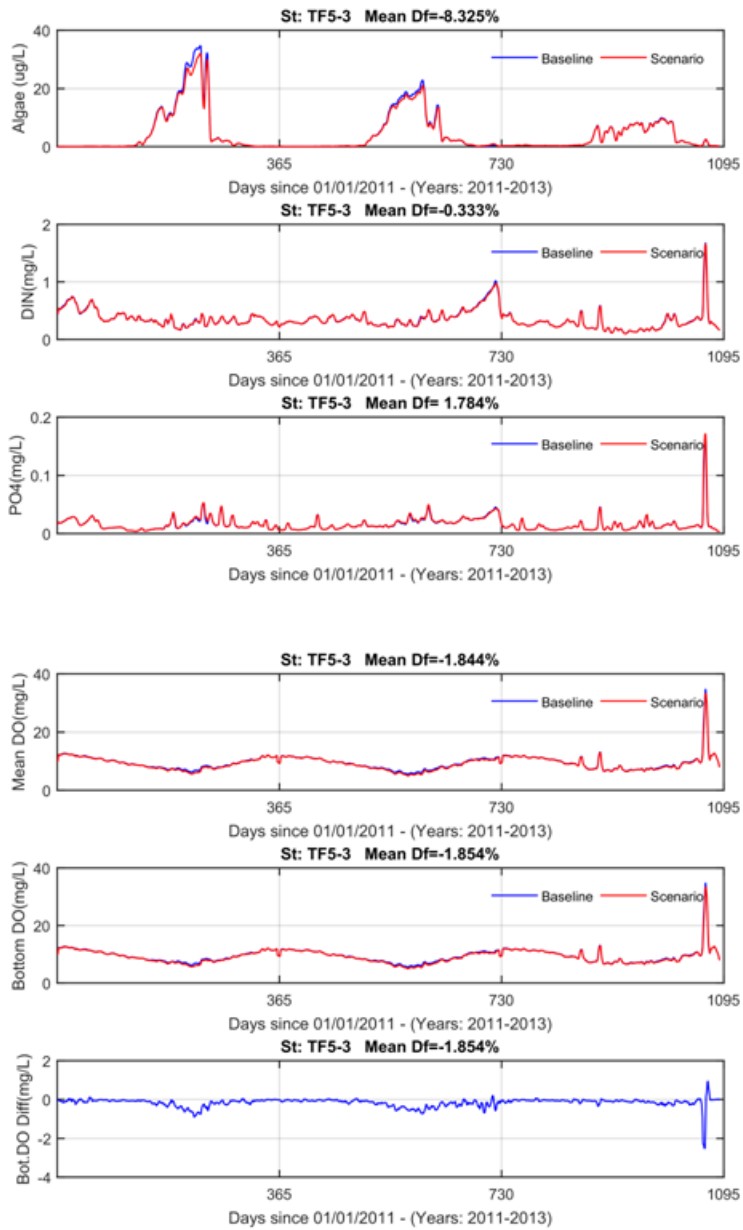 St: TF5-3 Mean Df=-8.325%
40
20
0
Algae (ug/L)
Baseline
Scenario
365
730
1095
Days since 01/01/2011 - (Years: 2011-2013)
St: TF5-3 Mean Df=-0.333%
2
1
0
DIN(mg/L)
Baseline
Scenario
365
730
1095
Days since 01/01/2011 - (Years: 2011-2013)
St: TF5-3 Mean Df= 1.784%
0.2
0.1
0
PO4(mg/L)
Baseline
Scenario
365
730
1095
Days since 01/01/2011 - (Years: 2011-2013)
St: TF5-3 Mean Df=-1.844%
40
20
0
Mean DO(mg/L)
Baseline
Scenario
365
730
1095
Days since 01/01/2011 - (Years: 2011-2013)
St: TF5-3 Mean Df=-1.854%
40
20
0
Bottom DO(mg/L)
Baseline
Scenario
365
730
1095
Days since 01/01/2011 - (Years: 2011-2013)
St: TF5-3 Mean Df=-1.854%
2
0
-2
-4
Bot.DO Diff(mg/L)
365
730
1095
Days since 01/01/2011 - (Years: 2011-2013)